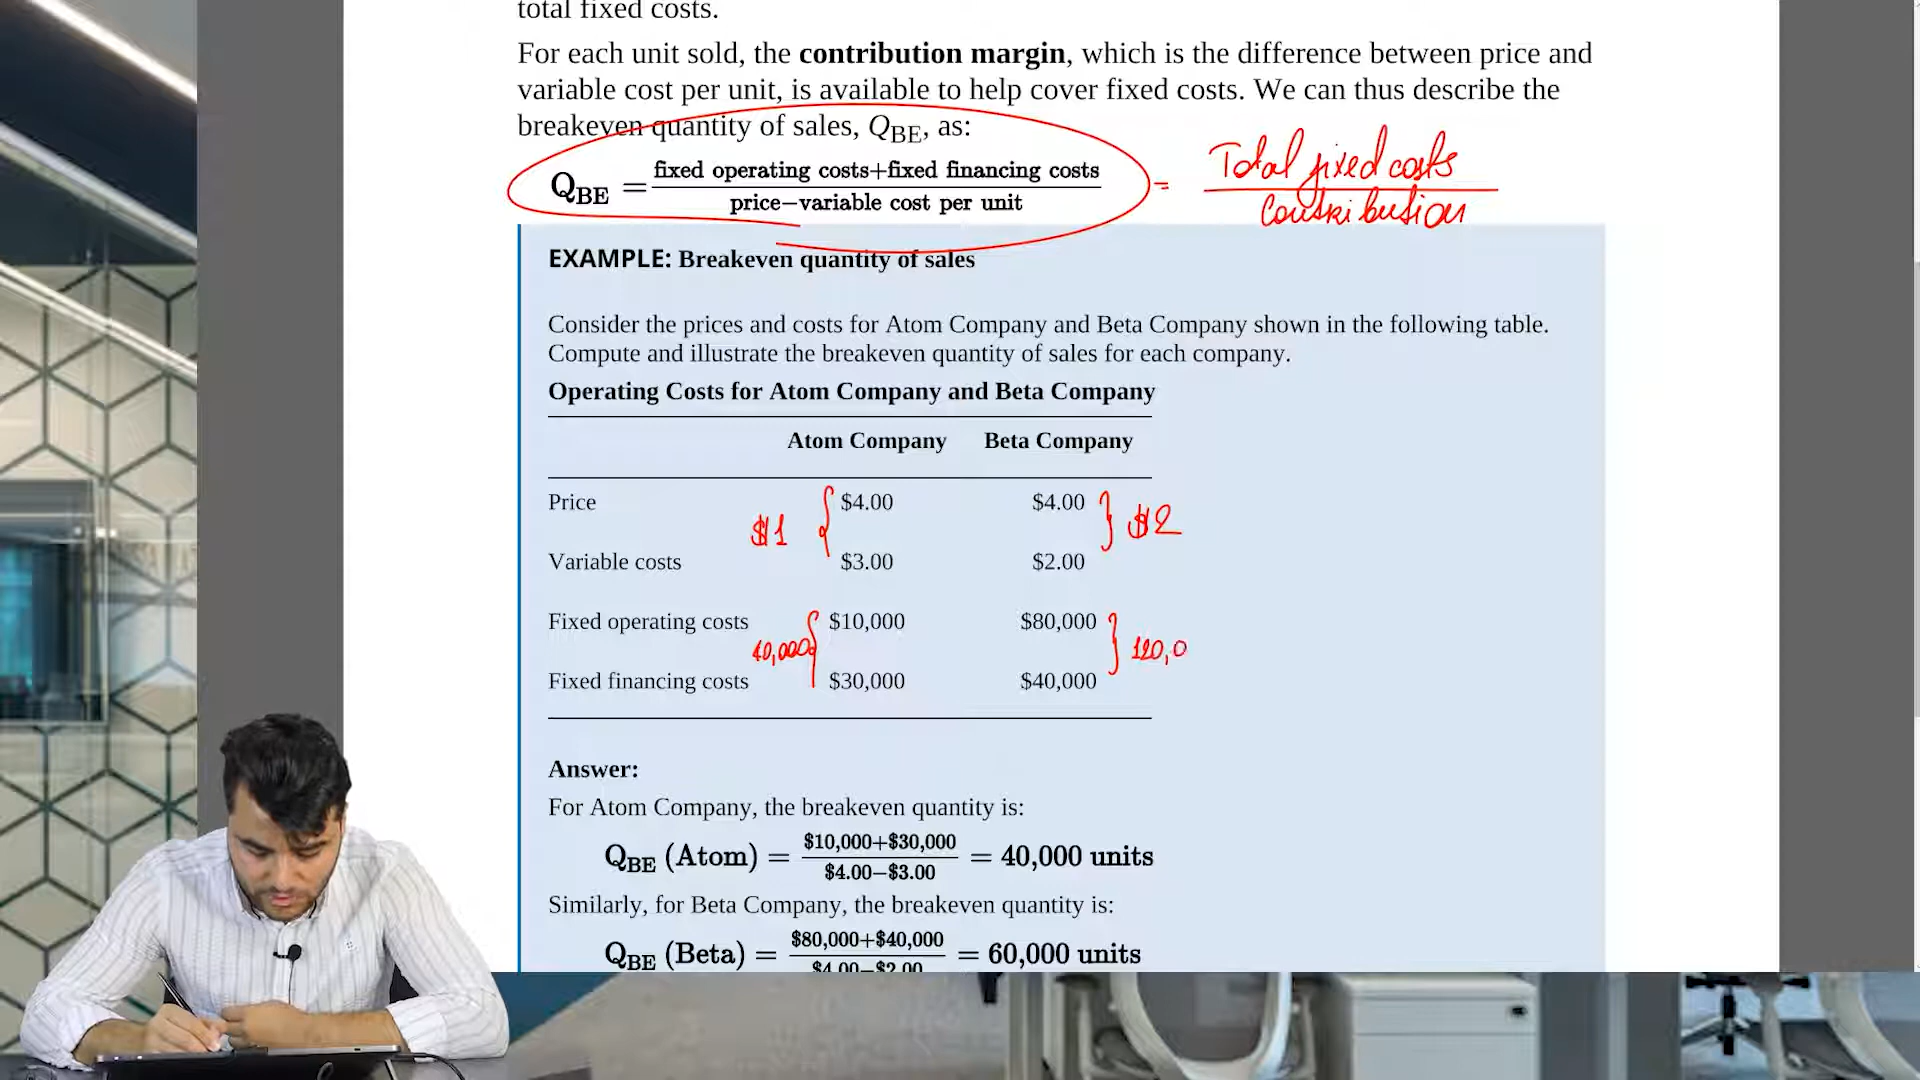 total fixed costs.
For each unit sold, the contribution margin, which is the difference between price and
variable cost per unit, is available to help cover fixed costs. We can thus describe the
breakeven quantity of sales, QBE, as:
QBE = fixed operating costs+fixed financing costs / price−variable cost per unit = Total fixed costs / Contribution
EXAMPLE: Breakeven quantity of sales
Consider the prices and costs for Atom Company and Beta Company shown in the following table.
Compute and illustrate the breakeven quantity of sales for each company.
Operating Costs for Atom Company and Beta Company
Atom Company Beta Company
Price $4.00 $4.00
$1 $2
Variable costs $3.00 $2.00
Fixed operating costs $10,000 $80,000
40,000 120,0
Fixed financing costs $30,000 $40,000
Answer:
For Atom Company, the breakeven quantity is:
QBE (Atom) = $10,000+$30,000 / $4.00−$3.00 = 40,000 units
Similarly, for Beta Company, the breakeven quantity is:
QBE (Beta) = $80,000+$40,000 / $4.00−$2.00 = 60,000 units